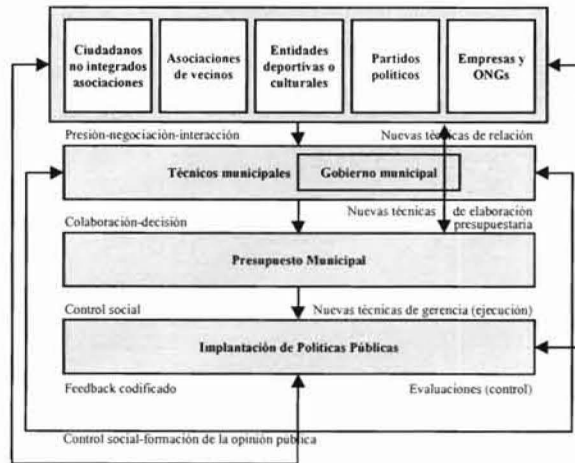 Ciudadanos
no integrados
asociaciones
Asociaciones
de vecinos
Entidades
deportivas o
culturales
Partidos
políticos
Empresas y
ONGs
Presión-negociación-interacción
Nuevas técnicas de relación
Técnicos municipales
Gobierno municipal
Colaboración-decisión
Nuevas técnicas de elaboración
presupuestaria
Presupuesto Municipal
Control social
Nuevas técnicas de gerencia (ejecución)
Implantación de Políticas Públicas
Feedback codificado
Evaluaciones (control)
Control social-formación de la opinión pública